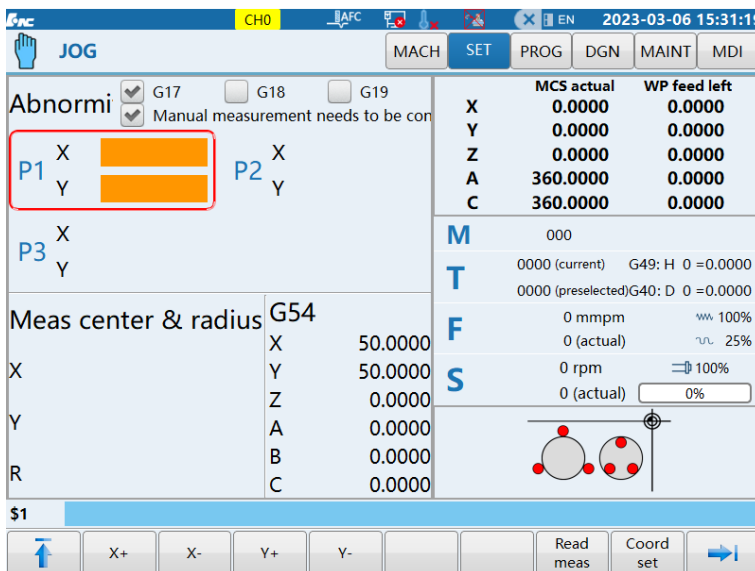 HNC CH0 AFC EN 2023-03-06 15:31:19
JOG MACH SET PROG DGN MAINT MDI
Abnormi G17 G18 G19
Manual measurement needs to be con
P1 X
Y
P2 X
Y
P3 X
Y
Meas center & radius
X
Y
R
G54
X 50.0000
Y 50.0000
Z 0.0000
A 0.0000
B 0.0000
C 0.0000
MCS actual WP feed left
X 0.0000 0.0000
Y 0.0000 0.0000
Z 0.0000 0.0000
A 360.0000 0.0000
C 360.0000 0.0000
M 000
T 0000 (current) G49: H 0 =0.0000
0000 (preselected)G40: D 0 =0.0000
F 0 mmpm 100%
0 (actual) 25%
S 0 rpm 100%
0 (actual) 0%
$1
X+ X- Y+ Y- Read meas Coord set